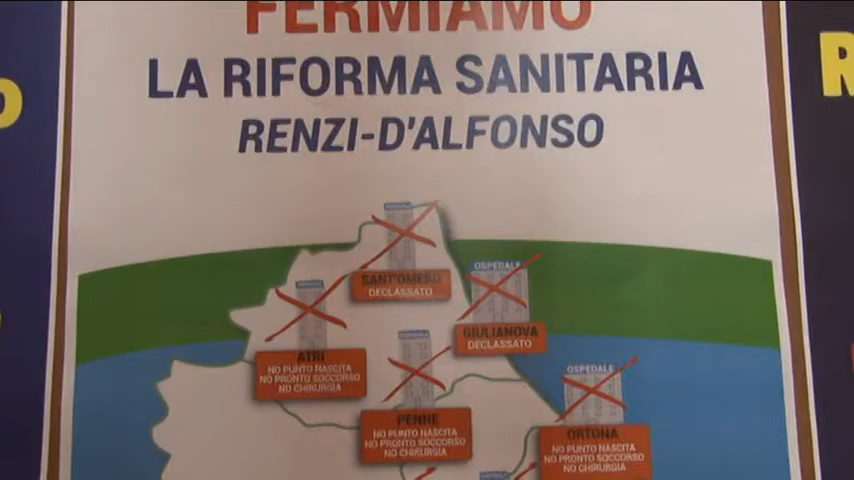 FERMIAMO
LA RIFORMA SANITARIA
RENZI-D'ALFONSO
SANT'OMERO
DECLASSATO
OSPEDALE
GIULIANOVA
DECLASSATO
ATRI
NO PUNTO NASCITA
NO PRONTO SOCCORSO
NO CHIRURGIA
PENNE
NO PUNTO NASCITA
NO PRONTO SOCCORSO
NO CHIRURGIA
OSPEDALE
ORTONA
NO PUNTO NASCITA
NO PRONTO SOCCORSO
NO CHIRURGIA
R